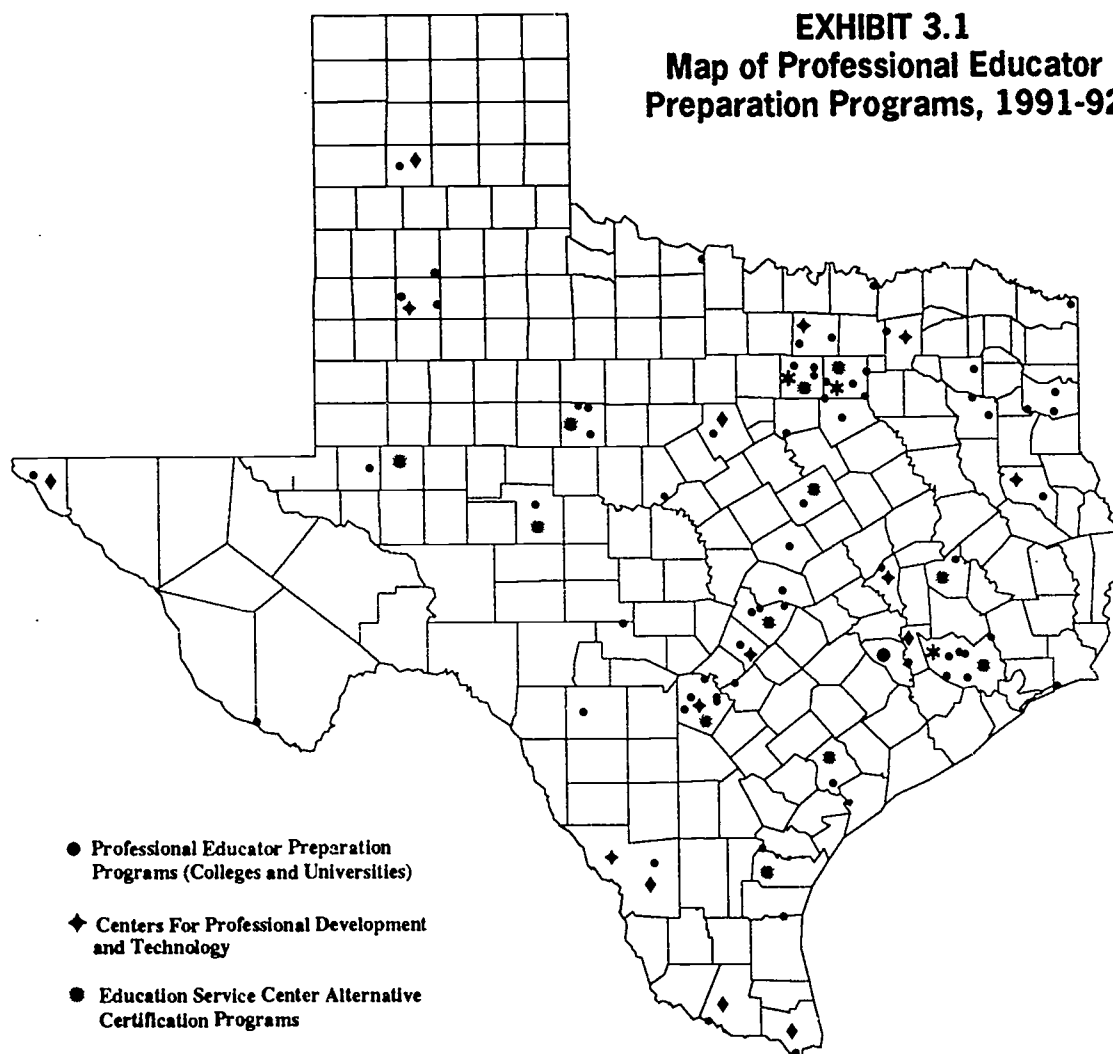 EXHIBIT 3.1
Map of Professional Educator
Preparation Programs, 1991-92
Professional Educator Preparation
Programs (Colleges and Universities)
Centers For Professional Development
and Technology
Education Service Center Alternative
Certification Programs